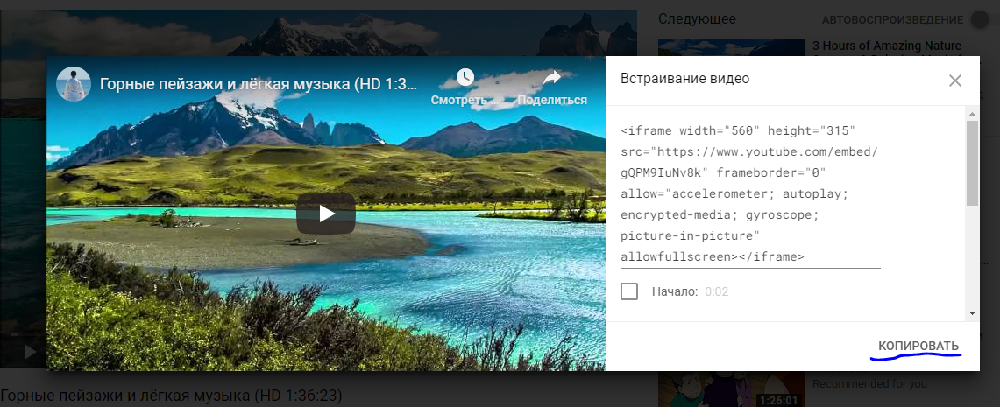 Следующее
АВТОВОСПРОИЗВЕДЕНИЕ
3 Hours of Amazing Nature
Горные пейзажи и лёгкая музыка (HD 1:3...
Смотреть ...
Поделиться
Встраивание видео
<iframe width="560" height="315"
src="https://www.youtube.com/embed/
gQPM9IuNv8k" frameborder="0"
allow="accelerometer; autoplay;
encrypted-media; gyroscope;
picture-in-picture"
allowfullscreen></iframe>
Начало: 0:02
КОПИРОВАТЬ
Горные пейзажи и лёгкая музыка (HD 1:36:23)
Recommended for you
1:26:01